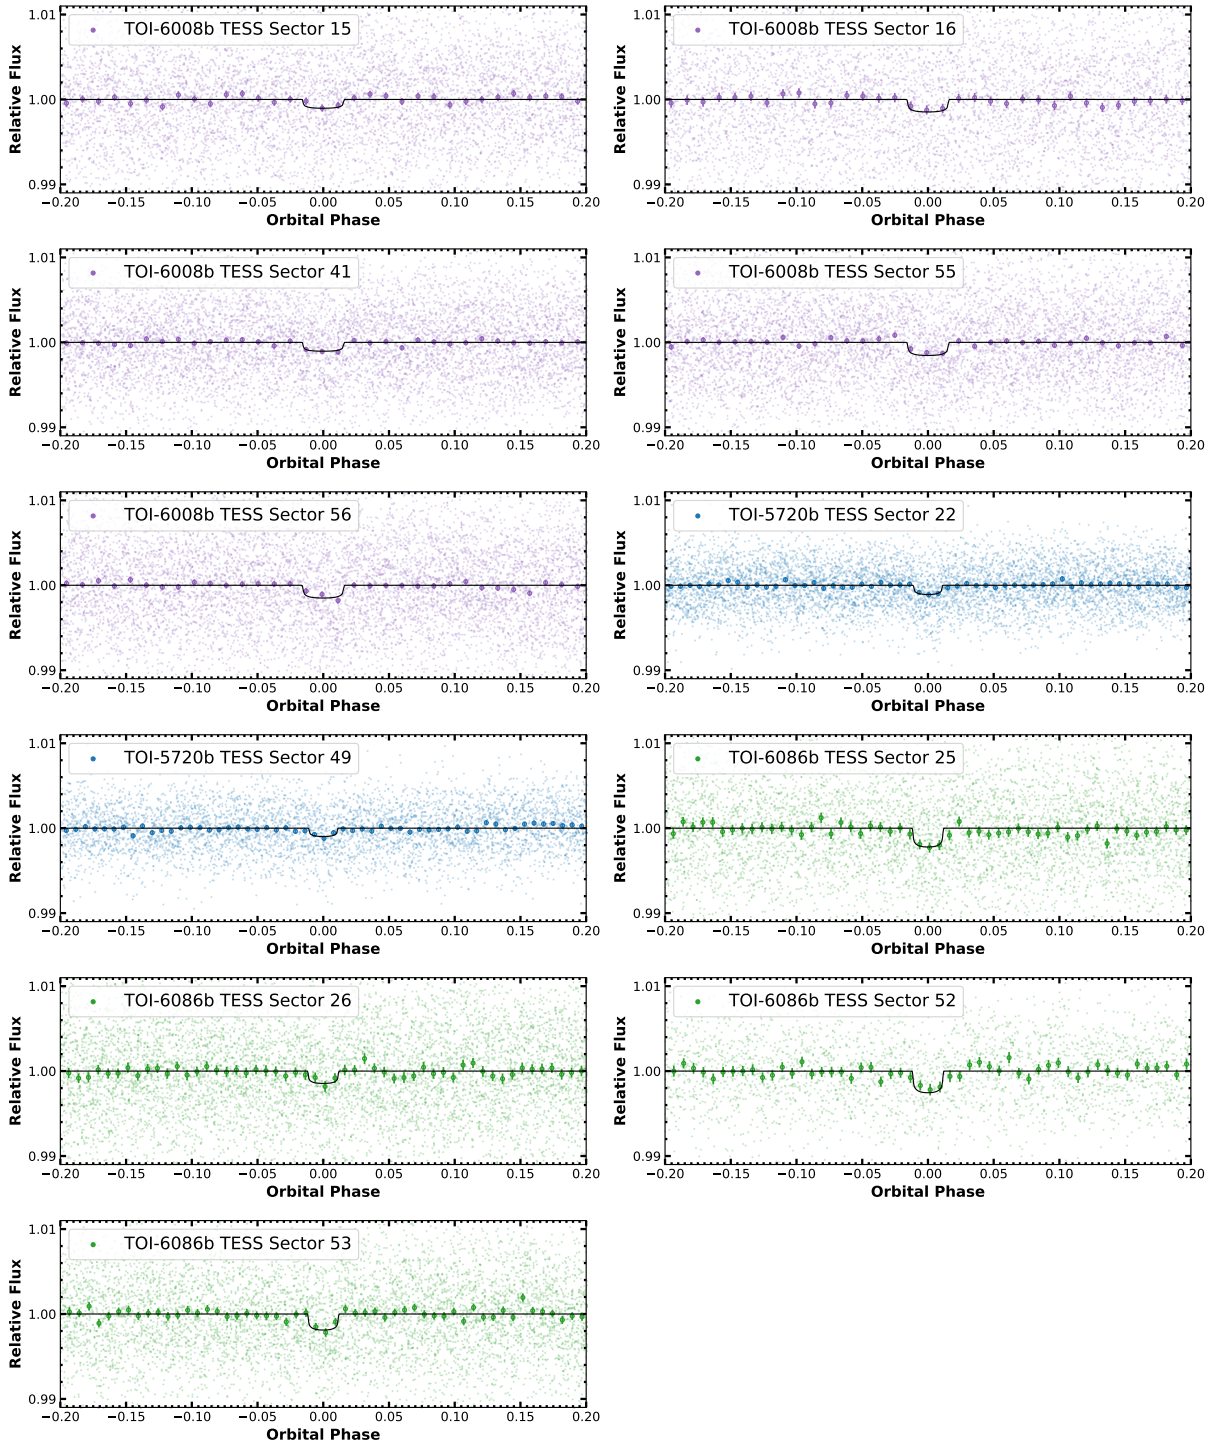 TOI-6008b TESS Sector 15
Relative Flux
1.01
1.00
0.99
−0.20 −0.15 −0.10 −0.05 0.00 0.05 0.10 0.15 0.20
Orbital Phase
TOI-6008b TESS Sector 16
Relative Flux
1.01
1.00
0.99
−0.20 −0.15 −0.10 −0.05 0.00 0.05 0.10 0.15 0.20
Orbital Phase
TOI-6008b TESS Sector 41
Relative Flux
1.01
1.00
0.99
−0.20 −0.15 −0.10 −0.05 0.00 0.05 0.10 0.15 0.20
Orbital Phase
TOI-6008b TESS Sector 55
Relative Flux
1.01
1.00
0.99
−0.20 −0.15 −0.10 −0.05 0.00 0.05 0.10 0.15 0.20
Orbital Phase
TOI-6008b TESS Sector 56
Relative Flux
1.01
1.00
0.99
−0.20 −0.15 −0.10 −0.05 0.00 0.05 0.10 0.15 0.20
Orbital Phase
TOI-5720b TESS Sector 22
Relative Flux
1.01
1.00
0.99
−0.20 −0.15 −0.10 −0.05 0.00 0.05 0.10 0.15 0.20
Orbital Phase
TOI-5720b TESS Sector 49
Relative Flux
1.01
1.00
0.99
−0.20 −0.15 −0.10 −0.05 0.00 0.05 0.10 0.15 0.20
Orbital Phase
TOI-6086b TESS Sector 25
Relative Flux
1.01
1.00
0.99
−0.20 −0.15 −0.10 −0.05 0.00 0.05 0.10 0.15 0.20
Orbital Phase
TOI-6086b TESS Sector 26
Relative Flux
1.01
1.00
0.99
−0.20 −0.15 −0.10 −0.05 0.00 0.05 0.10 0.15 0.20
Orbital Phase
TOI-6086b TESS Sector 52
Relative Flux
1.01
1.00
0.99
−0.20 −0.15 −0.10 −0.05 0.00 0.05 0.10 0.15 0.20
Orbital Phase
TOI-6086b TESS Sector 53
Relative Flux
1.01
1.00
0.99
−0.20 −0.15 −0.10 −0.05 0.00 0.05 0.10 0.15 0.20
Orbital Phase